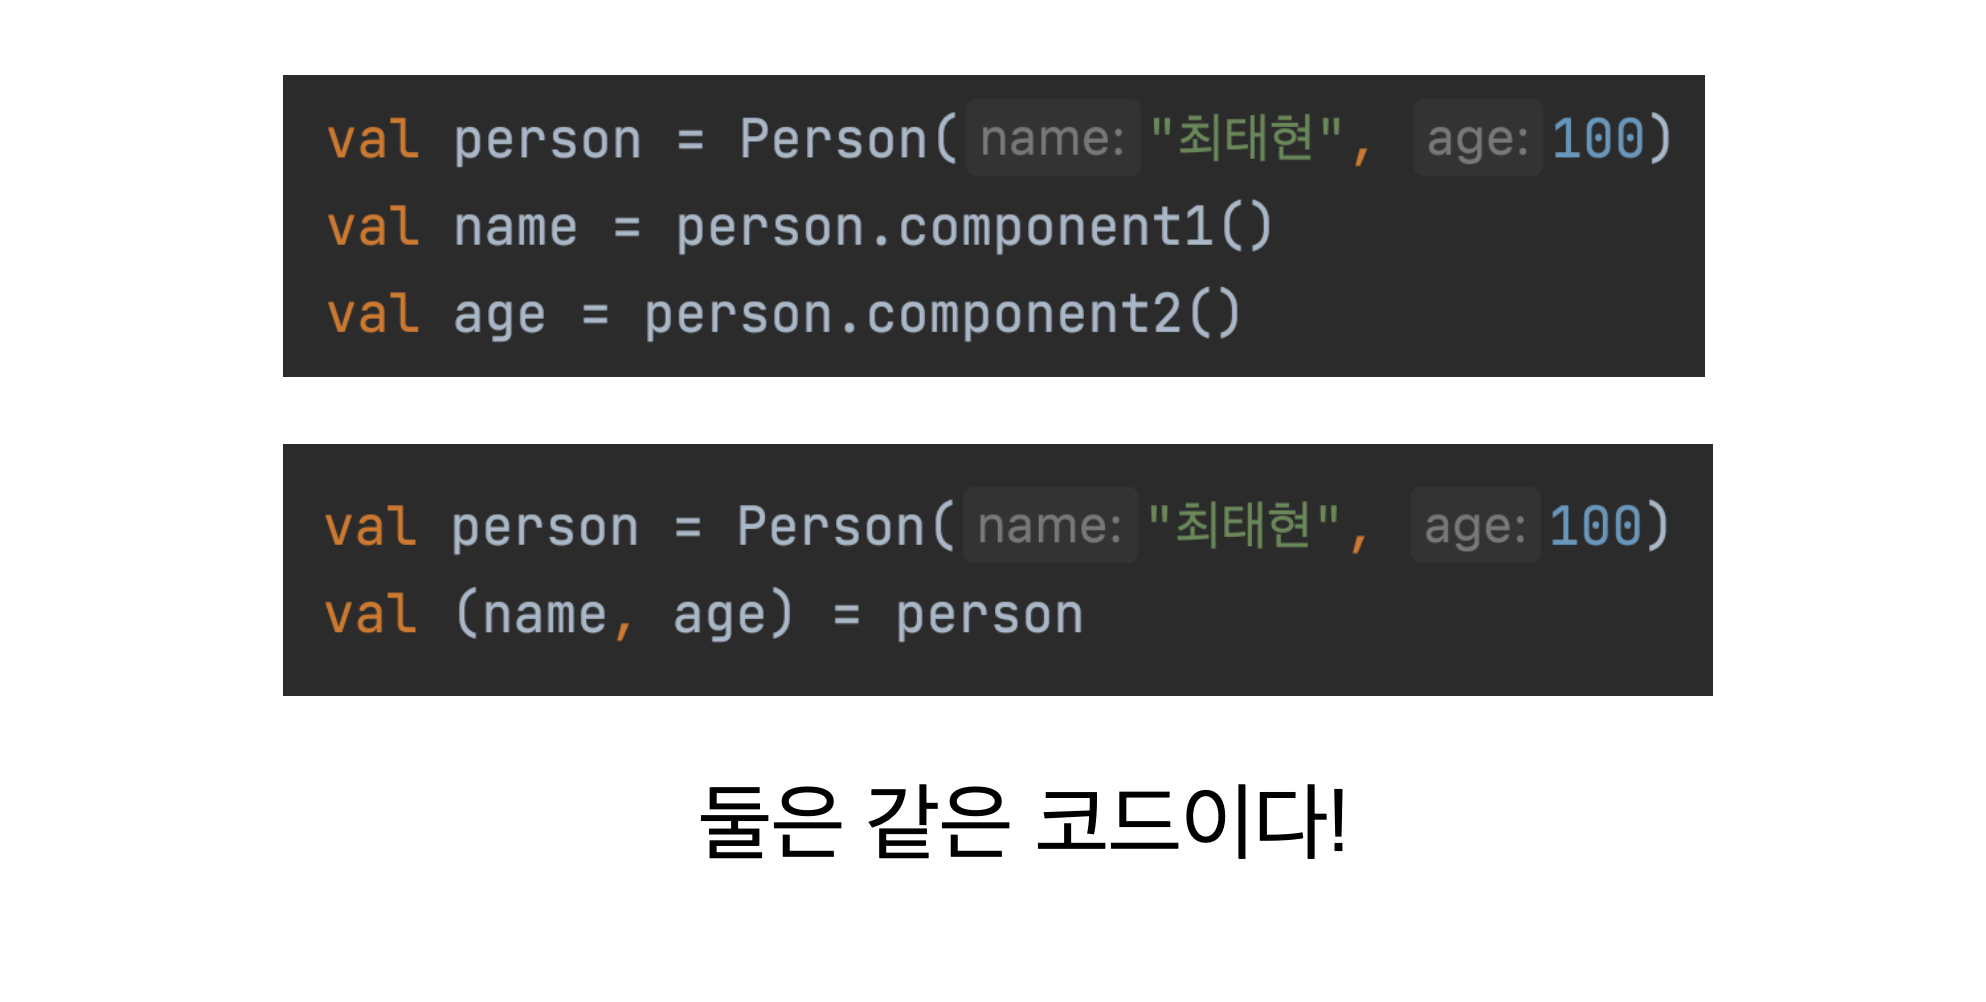 val person = Person( name: "최태현", age: 100)
val name = person.component1()
val age = person.component2()
val person = Person( name: "최태현", age: 100)
val (name, age) = person
둘은 같은 코드이다!